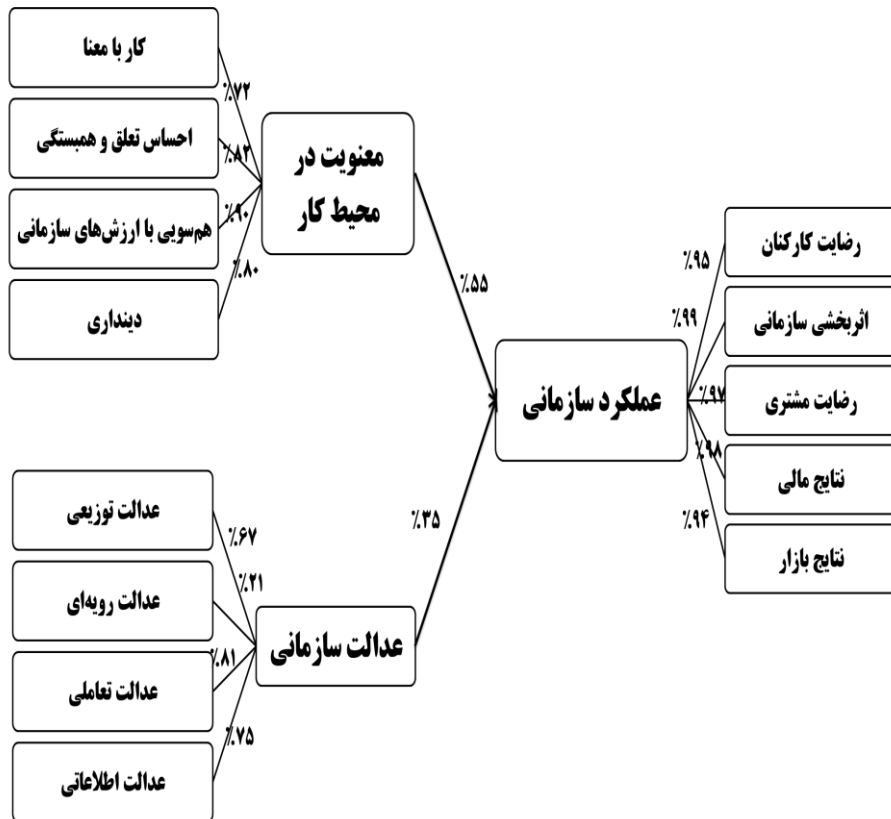 کار با معنا
٪۷۲
احساس تعلق و همبستگی
٪۸۲
هم‌سویی با ارزش‌های سازمانی
٪۹۰
دینداری
٪۸۰
معنویت در
محیط کار
٪۵۵
عملکرد سازمانی
رضایت کارکنان
٪۹۵
اثربخشی سازمانی
٪۹۹
رضایت مشتری
٪۹۷
نتایج مالی
٪۹۸
نتایج بازار
٪۹۴
٪۳۵
عدالت سازمانی
عدالت توزیعی
٪۶۷
عدالت رویه‌ای
٪۲۱
عدالت تعاملی
٪۸۱
عدالت اطلاعاتی
٪۷۵